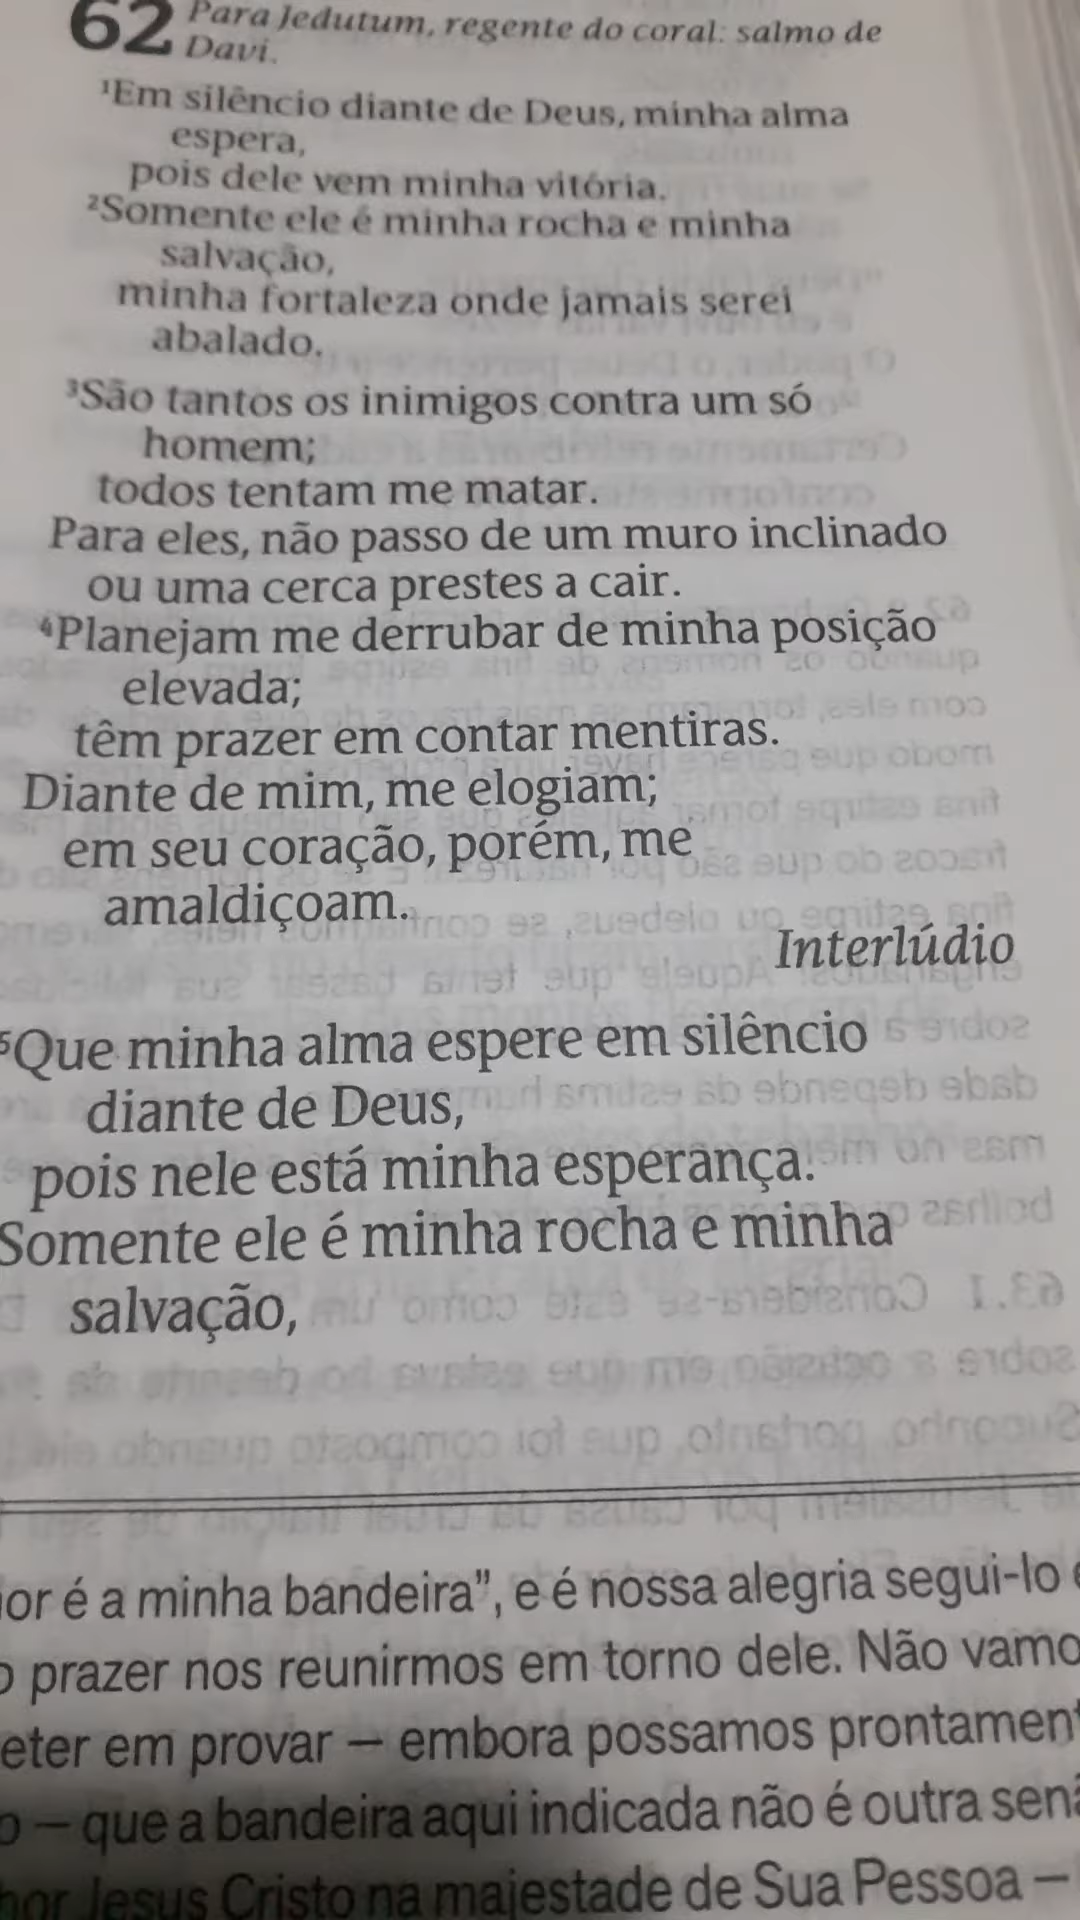 62 Para Jedutum, regente do coral: salmo de
Davi.
¹Em silêncio diante de Deus, minha alma
espera,
pois dele vem minha vitória.
²Somente ele é minha rocha e minha
salvação,
minha fortaleza onde jamais serei
abalado.
³São tantos os inimigos contra um só
homem;
todos tentam me matar.
Para eles, não passo de um muro inclinado
ou uma cerca prestes a cair.
⁴Planejam me derrubar de minha posição
elevada;
têm prazer em contar mentiras.
Diante de mim, me elogiam;
em seu coração, porém, me
amaldiçoam.
Interlúdio
⁵Que minha alma espere em silêncio
diante de Deus,
pois nele está minha esperança.
Somente ele é minha rocha e minha
salvação,
é a minha bandeira", e é nossa alegria segui-lo
prazer nos reunirmos em torno dele. Não
em provar — embora possamos
— que a bandeira aqui indicada não é outra
Jesus Cristo na majestade de Sua Pessoa —